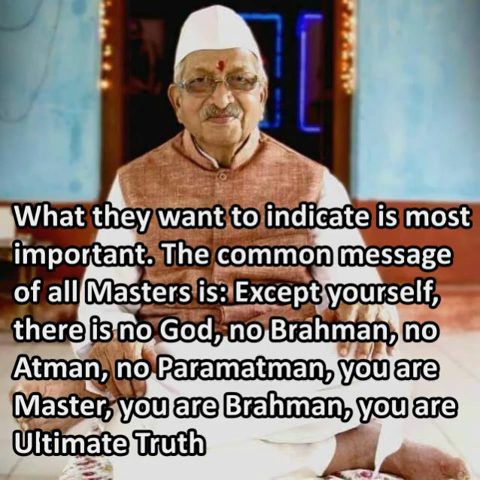 What they want to indicate is most
important. The common message
of all Masters is: Except yourself,
there is no God, no Brahman, no
Atman, no Paramatman, you are
Master, you are Brahman, you are
Ultimate Truth